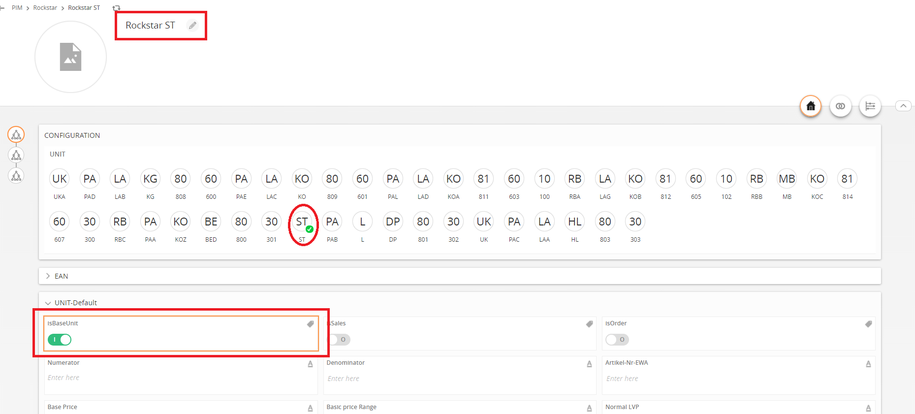 PIM > Rockstar > Rockstar ST
Rockstar ST
CONFIGURATION
UNIT
UK PA LA KG 80 60 PA LA KO 80 60 PA LA KO 81 60 10 RB LA KO 81 60 10 RB MB KO 81
UKA PAD LAB KG 808 600 PAE LAC KO 809 601 PAL LAD KOA 811 603 100 RBA LAG KOB 812 605 102 RBB MB KOC 814
60 30 RB PA KO BE 80 30 ST PA L DP 80 30 UK PA LA HL 80 30
607 300 RBC PAA KOZ BED 800 301 ST PAB L DP 801 302 UK PAC LAA HL 803 303
> EAN
UNIT-Default
isBaseUnit
Sales
isOrder
Numerator
Enter here
Denominator
Enter here
Artikel-Nr-EWA
Enter here
Base Price
Basic price Range
Normal LVP